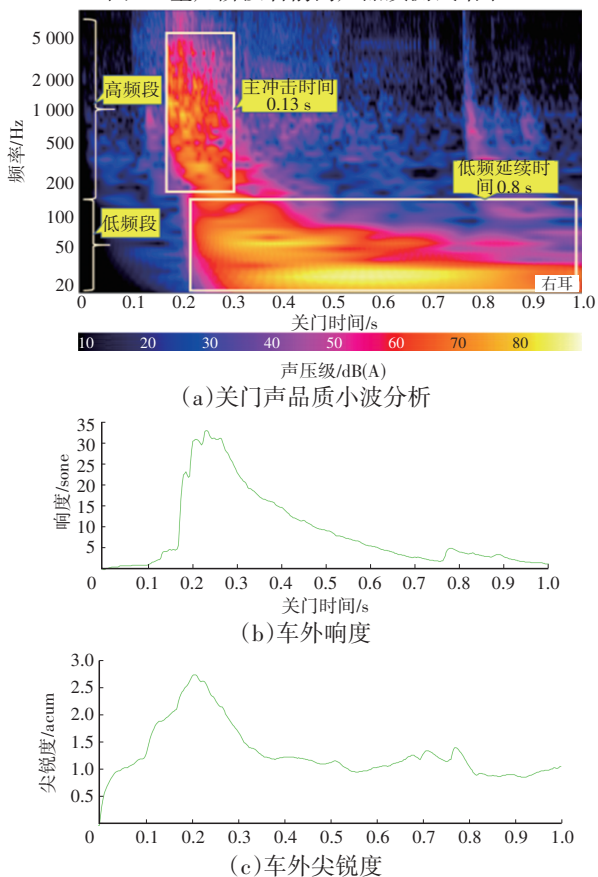 5 000
2 000
1 000
500
200
100
50
20
频率/Hz
高频段
低频段
主冲击时间
0.13 s
低频延续时
间 0.8 s
右耳
0 0.1 0.2 0.3 0.4 0.5 0.6 0.7 0.8 0.9 1.0
关门时间/s
10 20 30 40 50 60 70 80
声压级/dB(A)
(a)关门声品质小波分析
35
30
25
20
15
10
5
响度/sone
0 0.1 0.2 0.3 0.4 0.5 0.6 0.7 0.8 0.9 1.0
关门时间/s
(b)车外响度
3.0
2.5
2.0
1.5
1.0
0.5
尖锐度/acum
0 0.1 0.2 0.3 0.4 0.5 0.6 0.7 0.8 0.9 1.0
(c)车外尖锐度